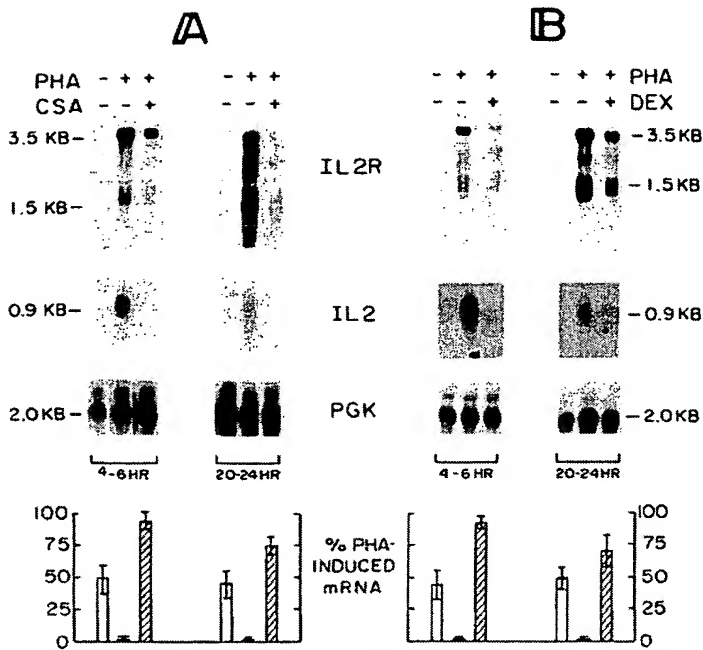 A
B
PHA - + + - + +
CSA - - + - - +
- + + - + + PHA
- - + - - + DEX
3.5 KB-
IL2R
-3.5KB
1.5 KB-
-1.5KB
0.9 KB-
IL2
-0.9KB
2.0KB-
PGK
-2.0KB
4-6HR
20-24HR
4-6HR
20-24HR
100
75
50
25
0
% PHA-
INDUCED
mRNA
100
75
50
25
0